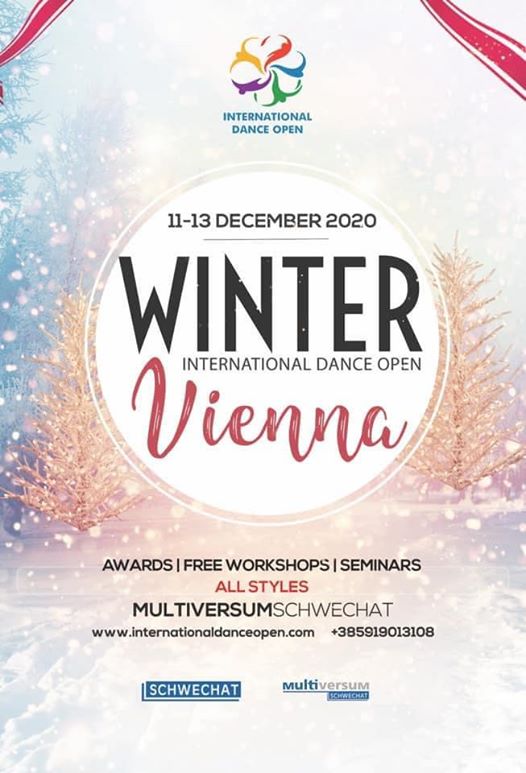 INTERNATIONAL
DANCE OPEN
11-13 DECEMBER 2020
WINTER
INTERNATIONAL DANCE OPEN
Vienna
AWARDS | FREE WORKSHOPS | SEMINARS
ALL STYLES
MULTIVERSUMSCHWECHAT
www.internationaldanceopen.com +385919013108
SCHWECHAT
multiversum
SCHWECHAT